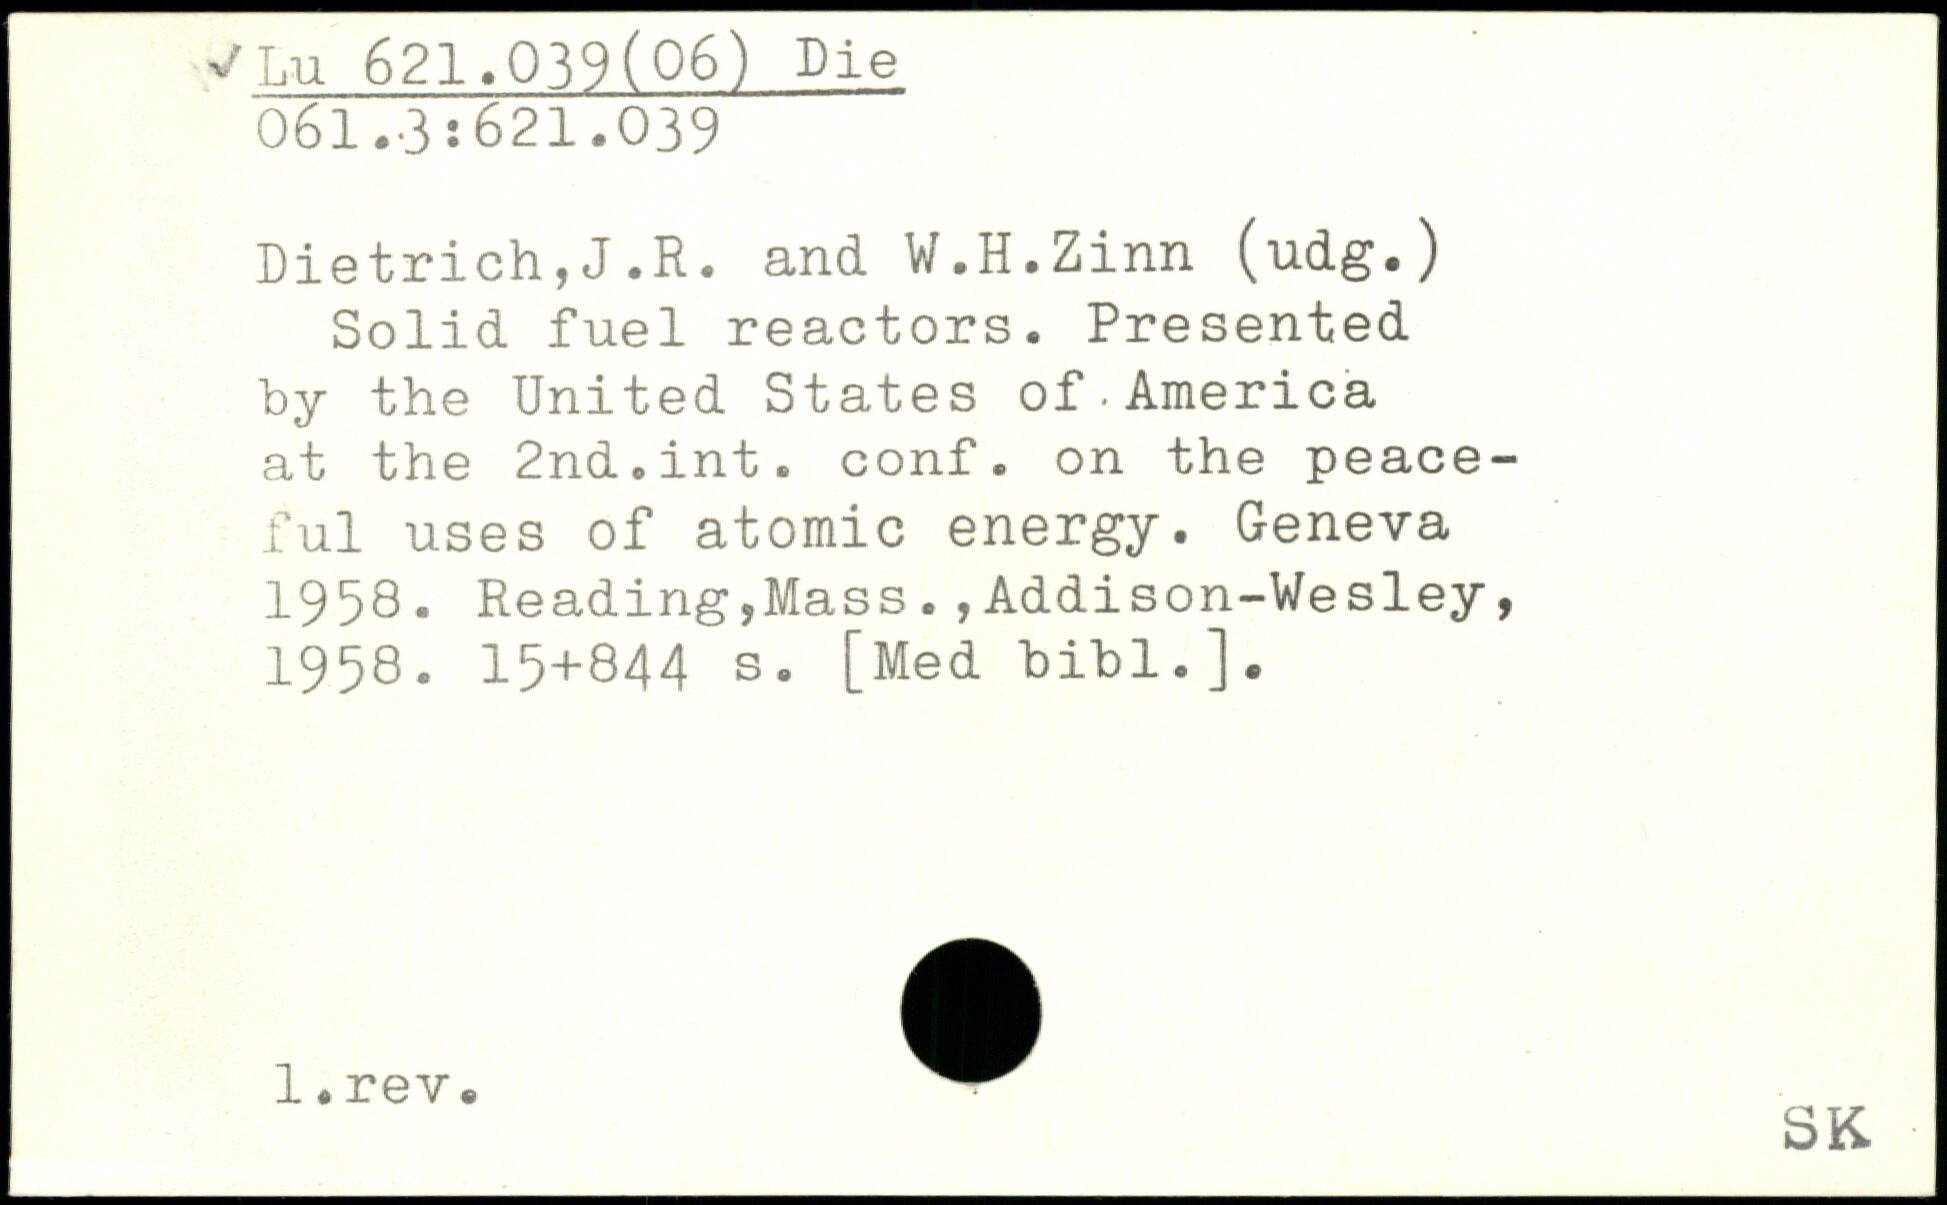 Lu 621.039(06) Die
061.3:621.039
Dietrich,J.R. and W.H.Zinn (udg.)
Solid fuel reactors. Presented
by the United States of America
at the 2nd.int. conf. on the peace-
ful uses of atomic energy. Geneva
1958. Reading,Mass.,Addison-Wesley,
1958. 15+844 s. [Med bibl.].
1.rev.
SK